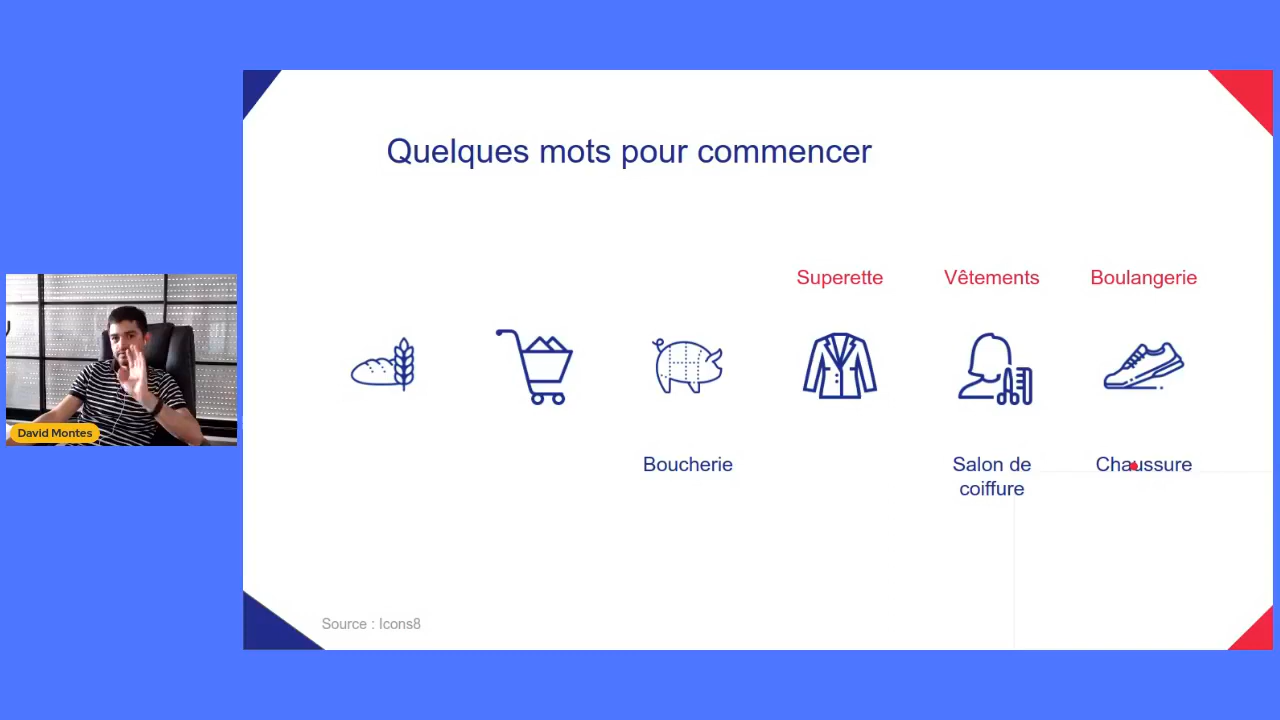 Quelques mots pour commencer
Superette
Vêtements
Boulangerie
Boucherie
Salon de
coiffure
Chaussure
David Montes
Source : Icons8